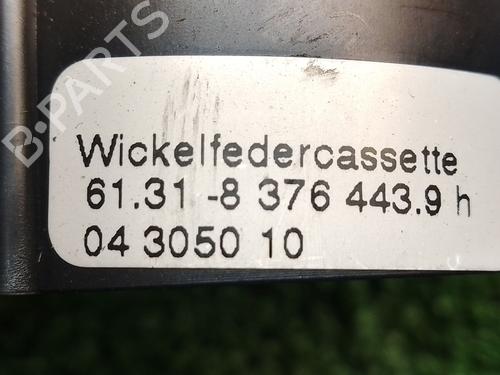 B-PARTS
Wickelfedercassette
61.31 -8 376 443.9 h
04 3050 10